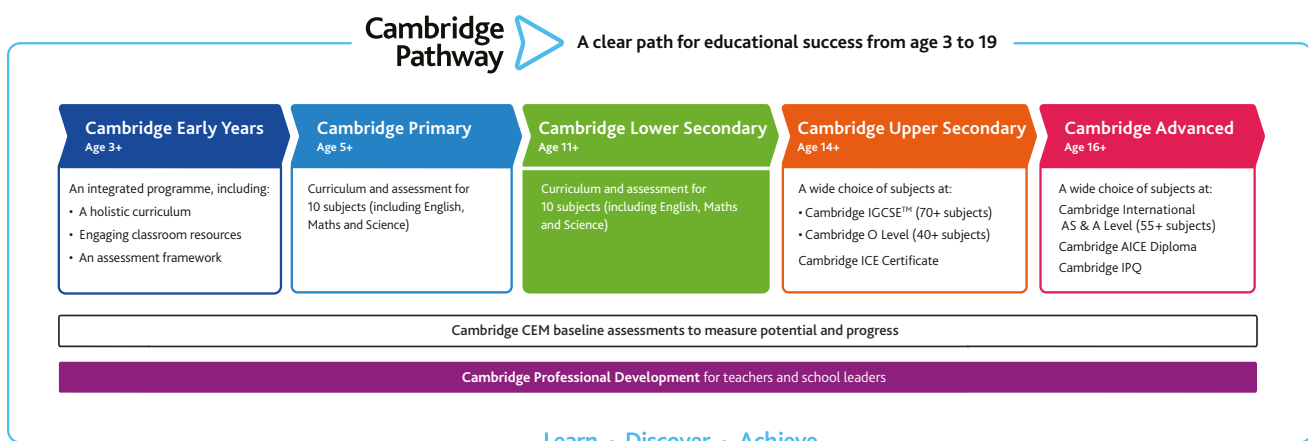 Cambridge
Pathway
A clear path for educational success from age 3 to 19
Cambridge Early Years
Age 3+
An integrated programme, including:
• A holistic curriculum
• Engaging classroom resources
• An assessment framework
Cambridge Primary
Age 5+
Curriculum and assessment for
10 subjects (including English,
Maths and Science)
Cambridge Lower Secondary
Age 11+
Curriculum and assessment for
10 subjects (including English, Maths
and Science)
Cambridge Upper Secondary
Age 14+
A wide choice of subjects at:
• Cambridge IGCSE™ (70+ subjects)
• Cambridge O Level (40+ subjects)
Cambridge ICE Certificate
Cambridge Advanced
Age 16+
A wide choice of subjects at:
Cambridge International
AS & A Level (55+ subjects)
Cambridge AICE Diploma
Cambridge IPQ
Cambridge CEM baseline assessments to measure potential and progress
Cambridge Professional Development for teachers and school leaders
Learn · Discover · Achieve